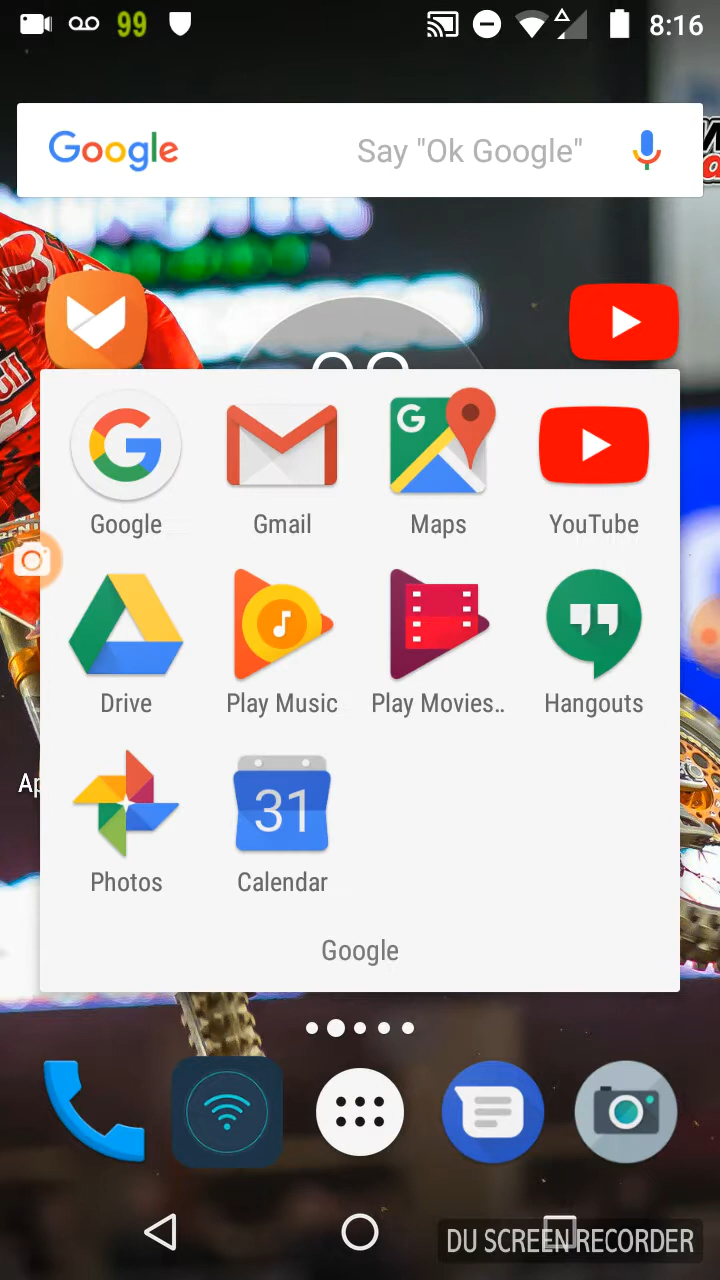 99
8:16
Google Say "Ok Google"
Google Gmail Maps YouTube
Drive Play Music Play Movies.. Hangouts
Photos 31 Calendar
Google
DU SCREEN RECORDER